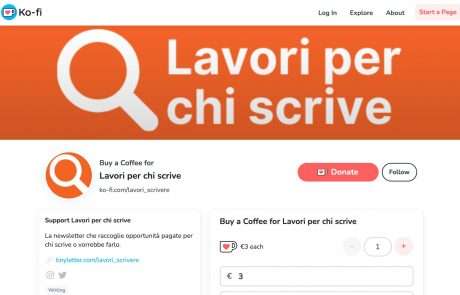 Ko-fi
Log In
Explore
About
Start a Page
Lavori per
chi scrive
Buy a Coffee for
Lavori per chi scrive
ko-fi.com/lavori_scrivere
Donate
Follow
Support Lavori per chi scrive
La newsletter che raccoglie opportunità pagate per
chi scrive o vorrebbe farlo.
tinyletter.com/lavori_scrivere
Writing
Buy a Coffee for Lavori per chi scrive
€3 each
-
1
+
€ 3